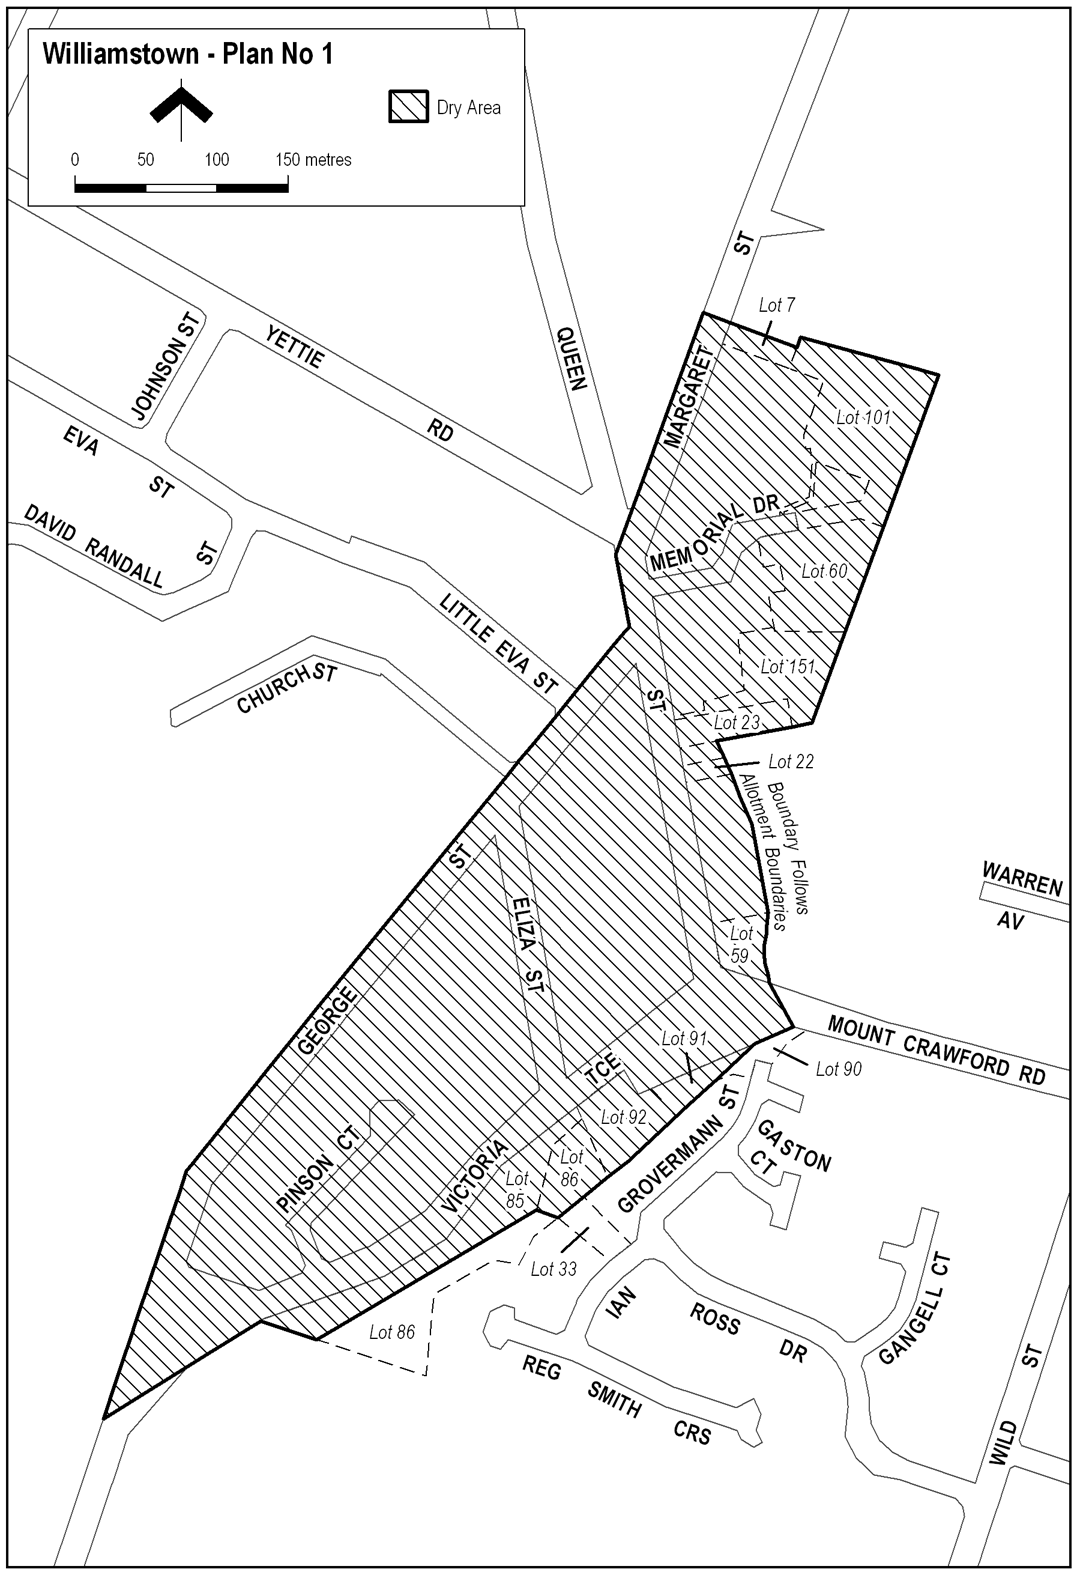 Williamstown - Plan No 1
Dry Area
0 50 100 150 metres
ST
Lot 7
JOHNSON ST
YETTIE
RD
QUEEN
MARGARET
Lot 101
EVA
ST
ST
DAVID RANDALL
MEMORIAL DR
Lot 60
LITTLE EVA ST
CHURCH ST
Lot 151
ST
Lot 23
Lot 22
Boundary Follows
Allotment Boundaries
ST
WARREN
AV
ELIZA ST
Lot
59
GEORGE
MOUNT CRAWFORD RD
Lot 91
TCE
Lot 90
Lot 92
GROVERMANN ST
GASTON
CT
PINSON CT
VICTORIA
Lot
85
Lot
86
Lot 33
GANGELL CT
IAN
ROSS
DR
Lot 86
REG
SMITH
CRS
WILD
ST